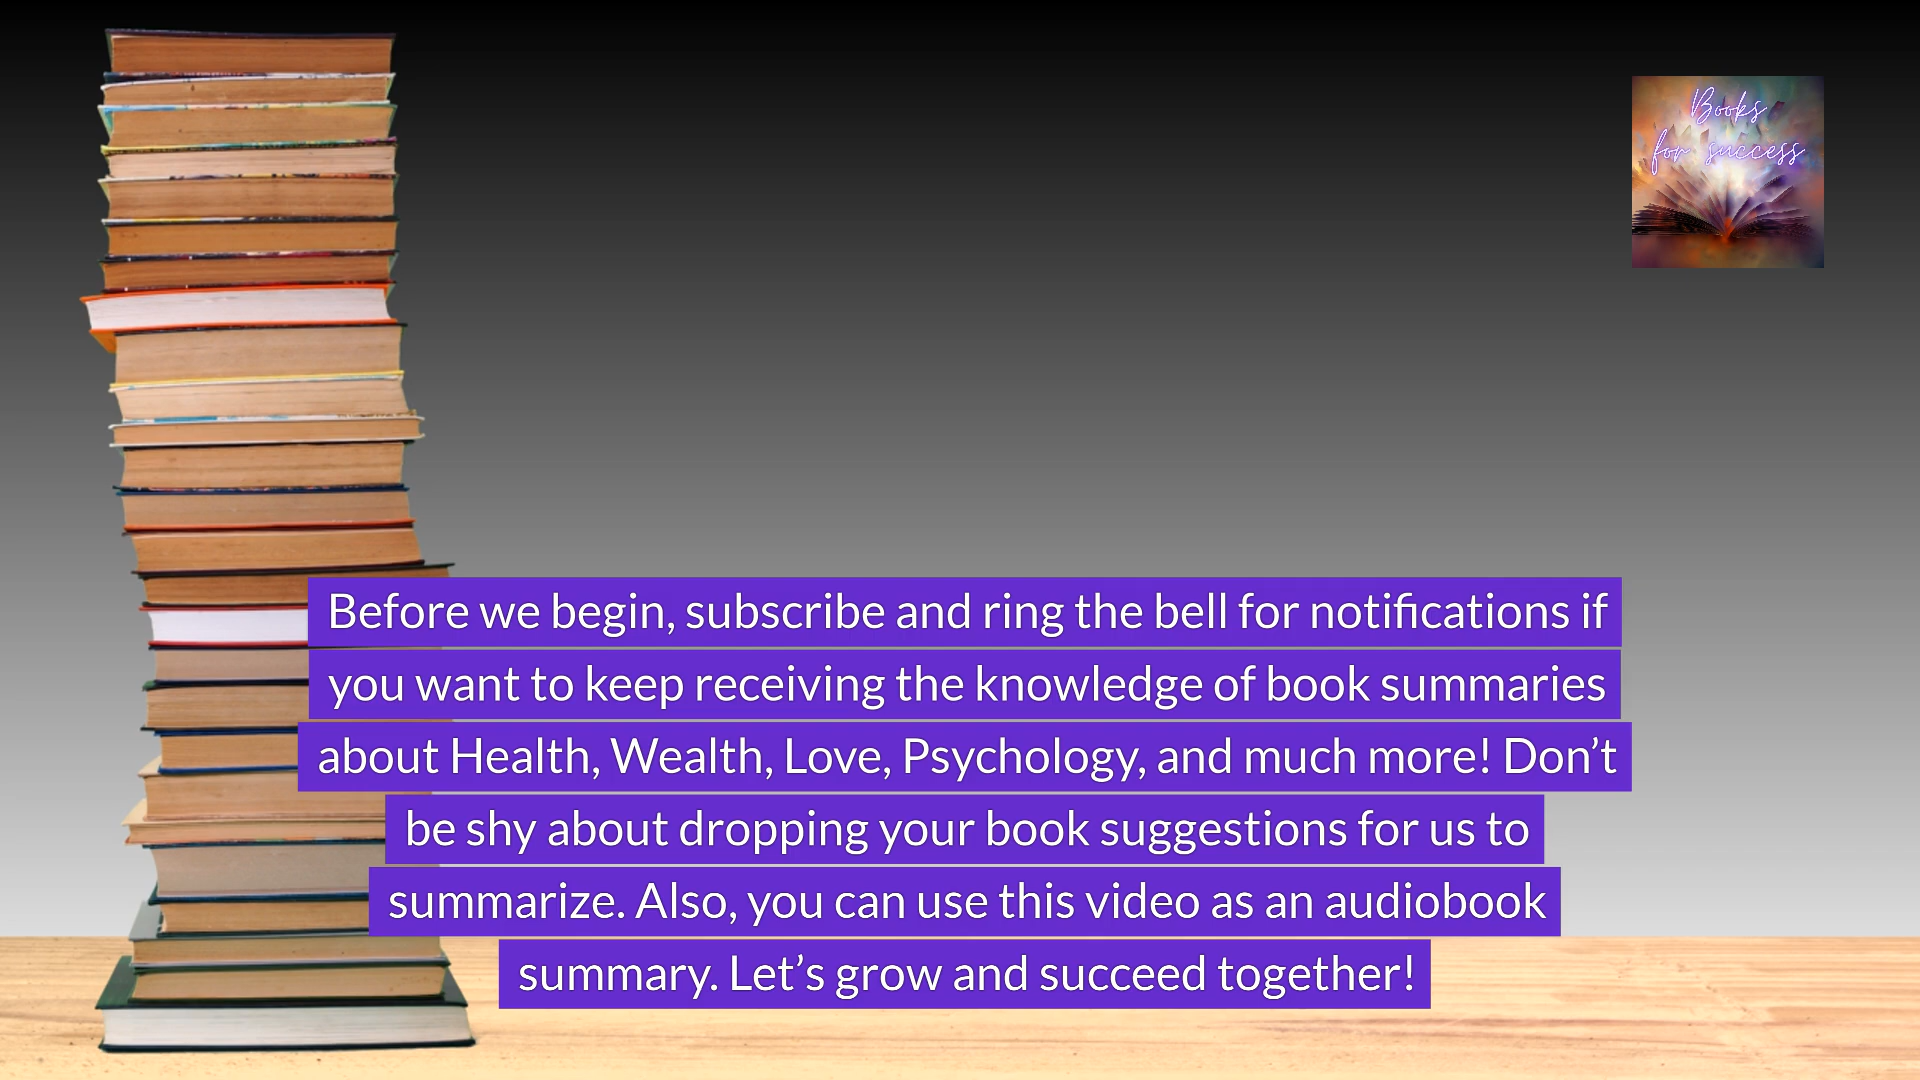 Books
for success
Before we begin, subscribe and ring the bell for notifications if
you want to keep receiving the knowledge of book summaries
about Health, Wealth, Love, Psychology, and much more! Don’t
be shy about dropping your book suggestions for us to
summarize. Also, you can use this video as an audiobook
summary. Let’s grow and succeed together!